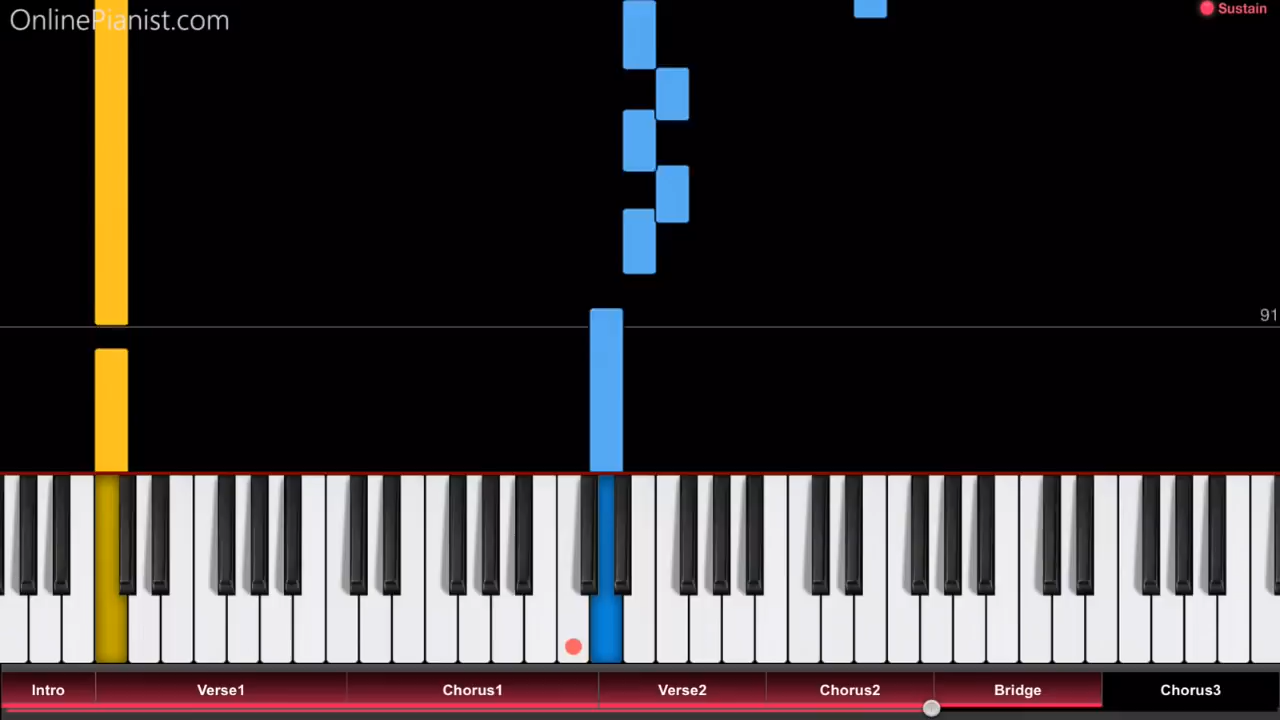 OnlinePianist.com
Sustain
91
Intro
Verse1
Chorus1
Verse2
Chorus2
Bridge
Chorus3